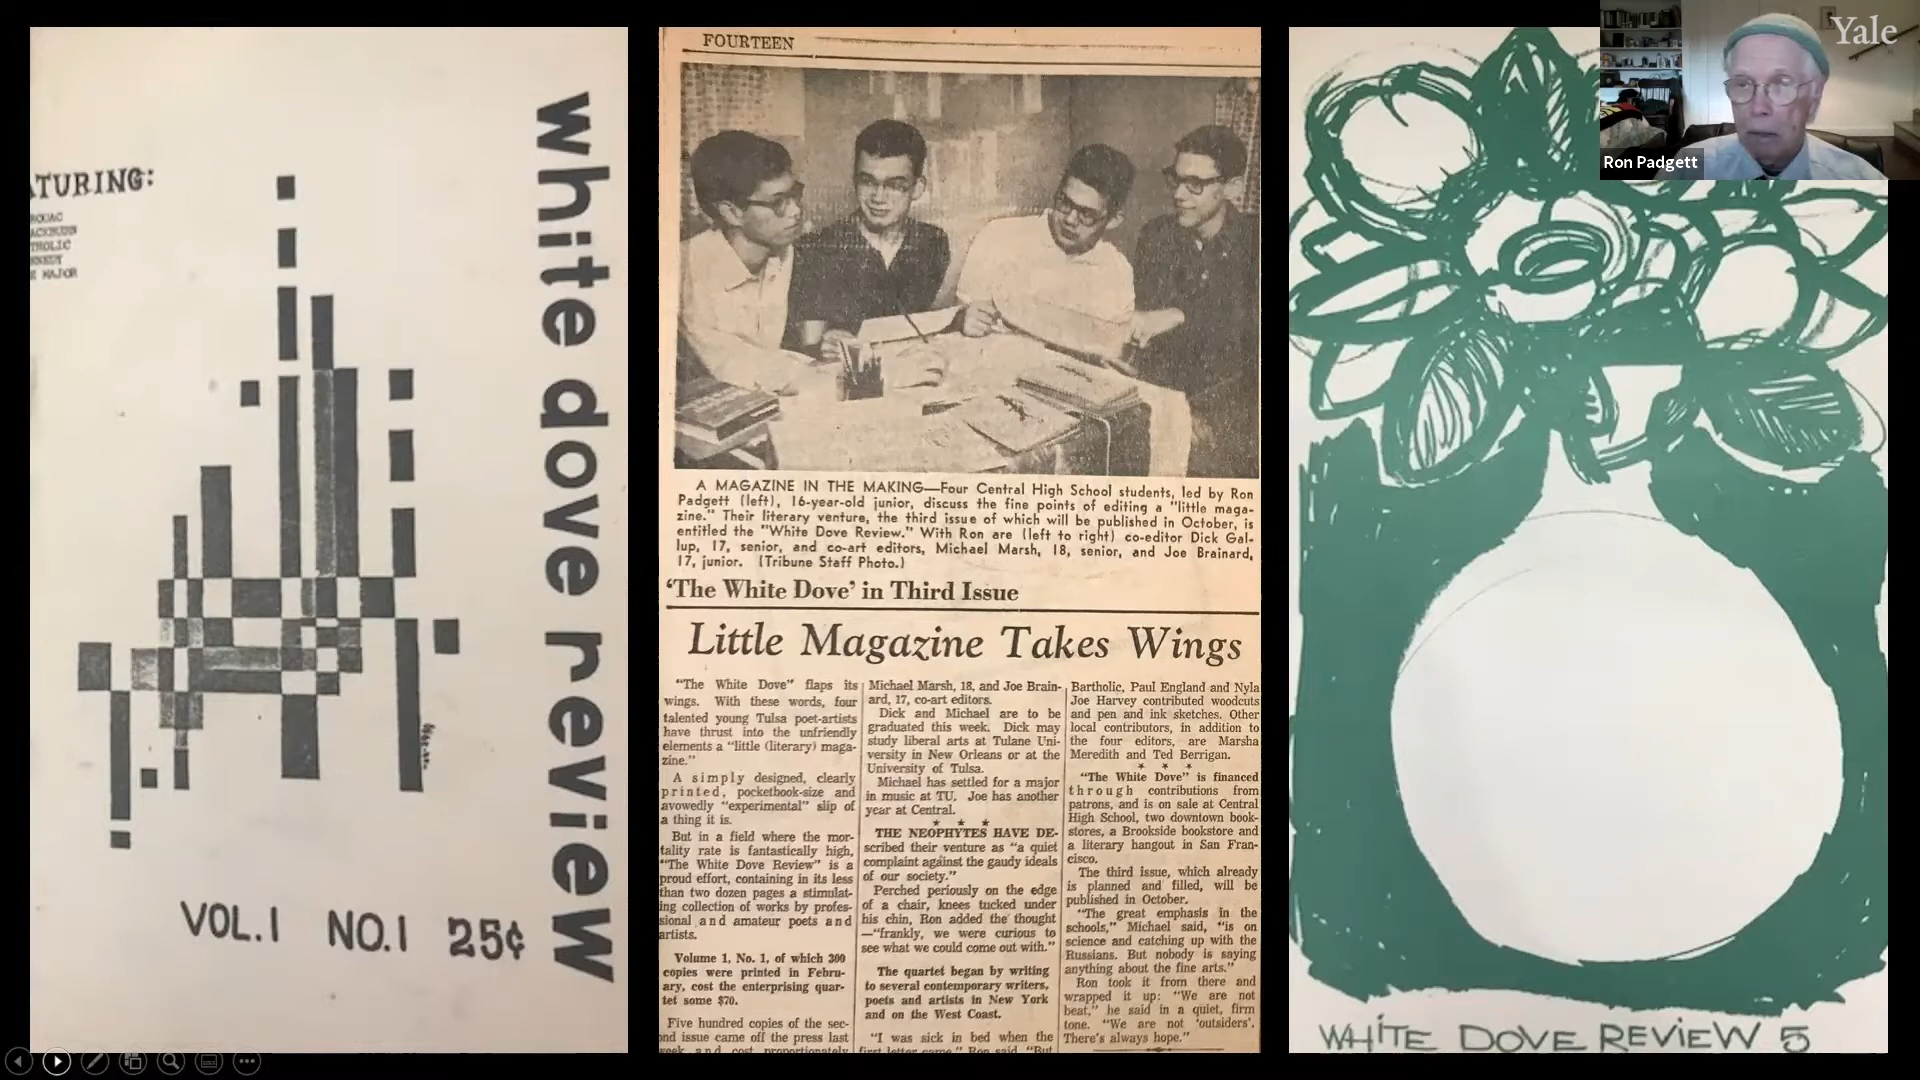 ATURING:
ROUAC
ACKBURN
THOLIC
NNEDY
E MAJOR
white dove review
VOL.1 NO.1 25¢
FOURTEEN
A MAGAZINE IN THE MAKING—Four Central High School students, led by Ron
Padgett (left), 16-year-old junior, discuss the fine points of editing a "little maga-
zine." Their literary venture, the third issue of which will be published in October, is
entitled the "White Dove Review." With Ron are (left to right) co-editor Dick Gal-
lup, 17, senior, and co-art editors, Michael Marsh, 18, senior, and Joe Brainard,
17, junior. (Tribune Staff Photo.)
'The White Dove' in Third Issue
Little Magazine Takes Wings
"The White Dove" flaps its
wings. With these words, four
talented young Tulsa poet-artists
have thrust into the unfriendly
elements a "little (literary) maga-
zine."
A simply designed, clearly
printed, pocketbook-size and
avowedly "experimental" slip of
a thing it is.
But in a field where the mor-
tality rate is fantastically high,
"The White Dove Review" is a
proud effort, containing in its less
than two dozen pages a stimulat-
ing collection of works by profes-
sional and amateur poets and
artists.
Volume 1, No. 1, of which 300
copies were printed in Febru-
ary, cost the enterprising quar-
tet some $70.
Five hundred copies of the sec-
ond issue came off the press last
week and cost proportionately
Michael Marsh, 18, and Joe Brain-
ard, 17, co-art editors.
Dick and Michael are to be
graduated this week. Dick may
study liberal arts at Tulane Uni-
versity in New Orleans or at the
University of Tulsa.
Michael has settled for a major
in music at TU. Joe has another
year at Central.
* * *
THE NEOPHYTES HAVE DE-
scribed their venture as "a quiet
complaint against the gaudy ideals
of our society."
Perched periously on the edge
of a chair, knees tucked under
his chin, Ron added the thought
—"frankly, we were curious to
see what we could come out with."
The quartet began by writing
to several contemporary writers,
poets and artists in New York
and on the West Coast.
"I was sick in bed when the
first letter came," Ron said. "But
Bartholic, Paul England and Nyla
Joe Harvey contributed woodcuts
and pen and ink sketches. Other
local contributors, in addition to
the four editors, are Marsha
Meredith and Ted Berrigan.
* * *
"The White Dove" is financed
through contributions from
patrons, and is on sale at Central
High School, two downtown book-
stores, a Brookside bookstore and
a literary hangout in San Fran-
cisco.
The third issue, which already
is planned and filled, will be
published in October.
"The great emphasis in the
schools," Michael said, "is on
science and catching up with the
Russians. But nobody is saying
anything about the fine arts."
Ron took it from there and
wrapped it up: "We are not
beat," he said in a quiet, firm
tone. "We are not 'outsiders'.
There's always hope."
WHITE DOVE REVIEW 5
Yale
Ron Padgett